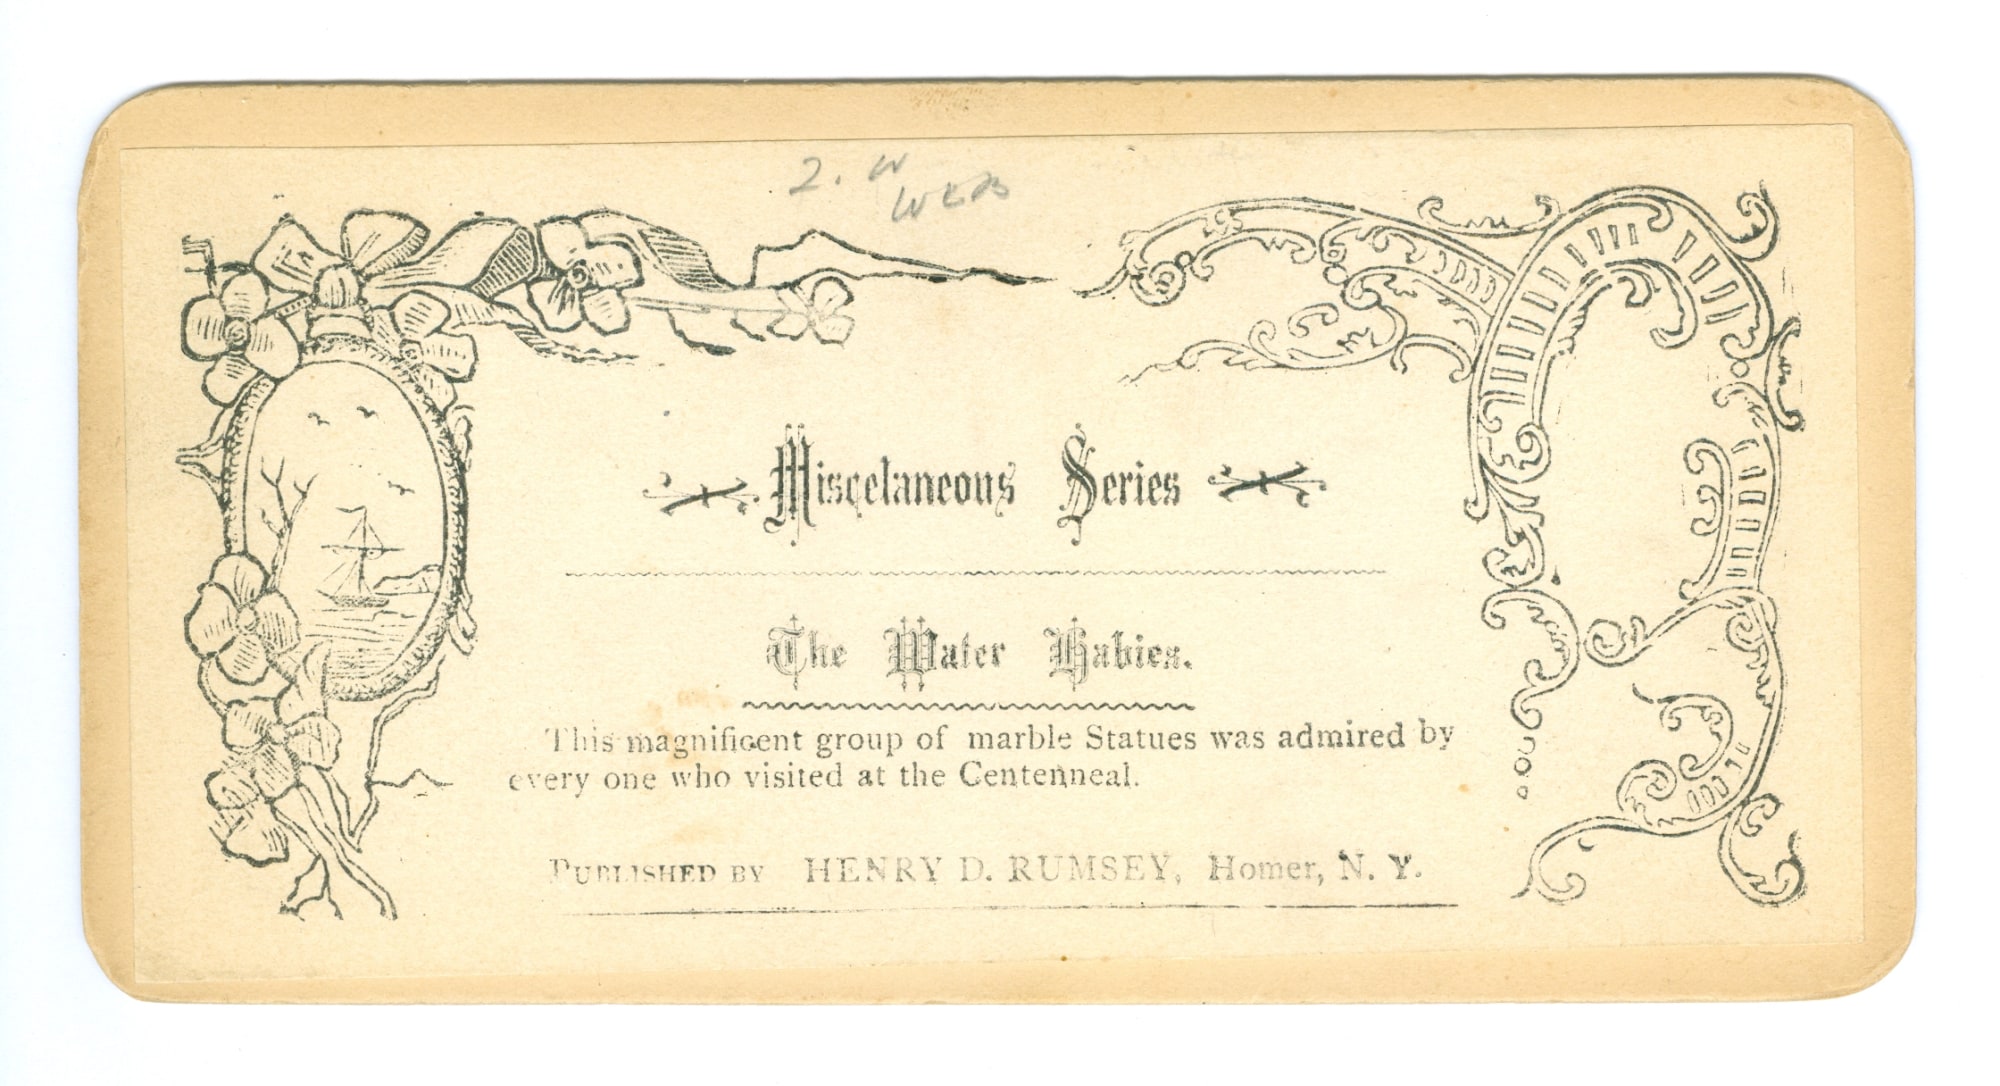 Miscelaneous Series
The Water Babies.
This magnificent group of marble Statues was admired by
every one who visited at the Centenneal.
PUBLISHED BY HENRY D. RUMSEY, Homer, N. Y.